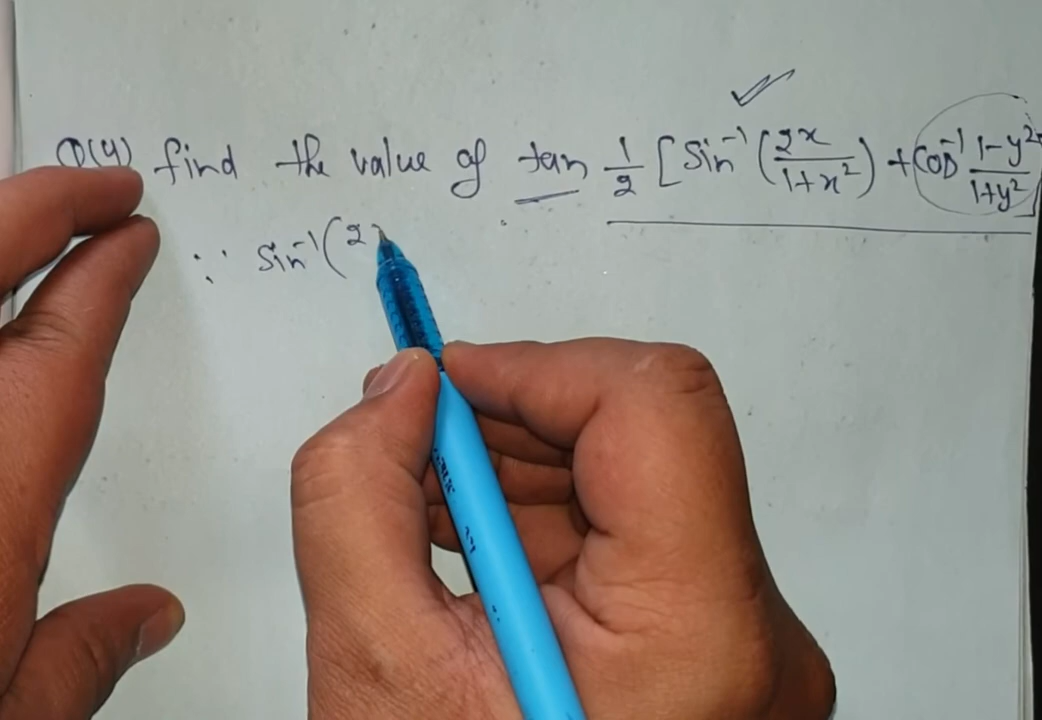 Q(4) find the value of tan 1/2 [Sin⁻¹ (2x/1+x²) + Cos⁻¹ 1-y²/1+y²]
∵ Sin⁻¹(2